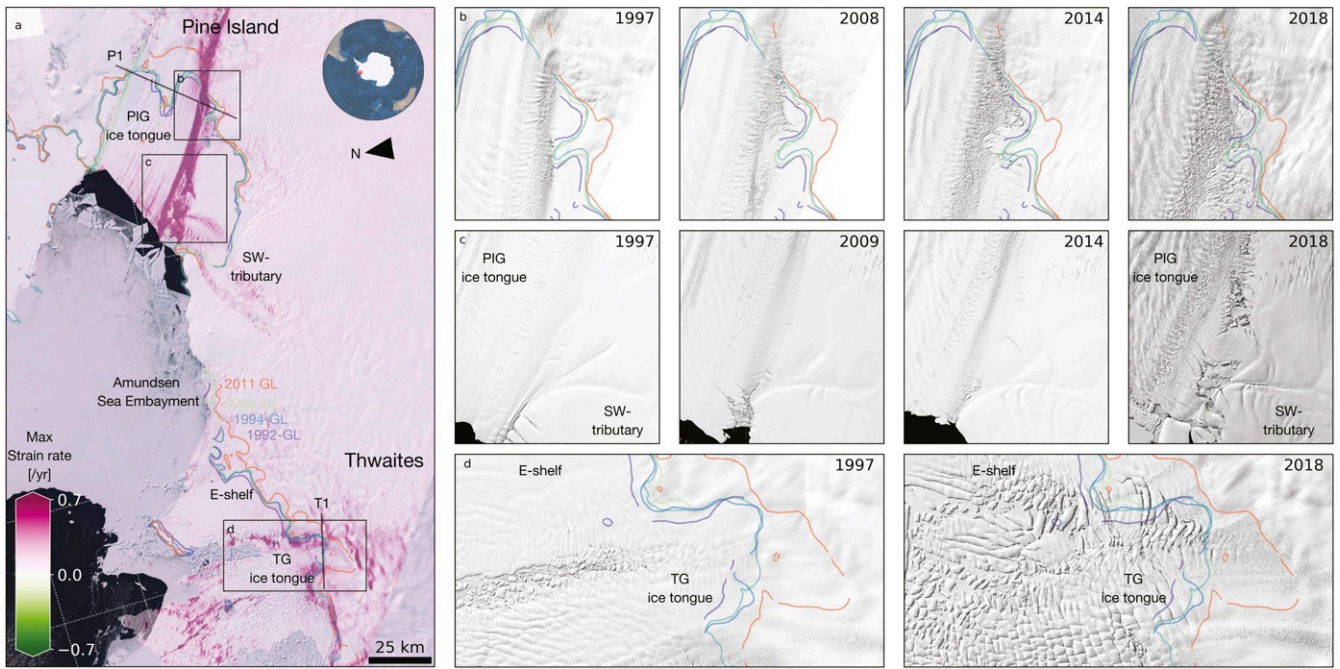 a
Pine Island
P1
b
PIG
ice tongue
N
c
SW-
tributary
Amundsen
Sea Embayment
2011 GL
1994-GL
1992-GL
Max
Strain rate
[/yr]
0.7
0.0
−0.7
Thwaites
E-shelf
T1
d
TG
ice tongue
25 km
b
1997
2008
2014
2018
c
1997
PIG
ice tongue
SW-
tributary
2009
2014
2018
PIG
ice tongue
SW-
tributary
d
E-shelf
1997
TG
ice tongue
E-shelf
2018
TG
ice tongue